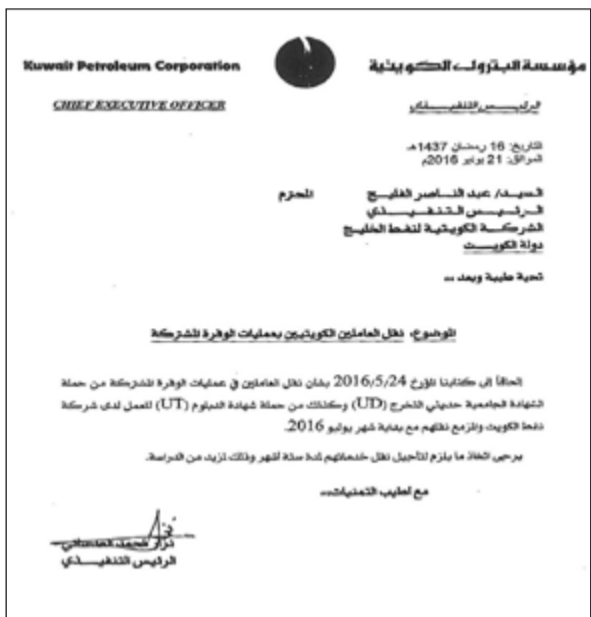 Kuwait Petroleum Corporation
مؤسسة البترول الكويتية
CHIEF EXECUTIVE OFFICER
الرئيس التنفيذي
التاريخ: 16 رمضان 1437هـ
الموافق: 21 يونيو 2016م
السيد/ عبد الناصر الفليج المحترم
الرئيس التنفيذي
الشركة الكويتية لنفط الخليج
دولة الكويت
تحية طيبة وبعد ،،،
الموضوع: نقل العاملين الكويتيين بعمليات الوفرة المشتركة
إلحاقاً إلى كتابنا المؤرخ 2016/5/24 بشأن نقل العاملين في عمليات الوفرة المشتركة من حملة
الشهادة الجامعية حديثي التخرج (UD) وكذلك من حملة شهادة الدبلوم (UT) للعمل لدى شركة
نفط الكويت والمزمع نقلهم مع بداية شهر يوليو 2016.
يرجى اتخاذ ما يلزم لتأجيل نقل خدماتهم لمدة ستة أشهر وذلك لمزيد من الدراسة.
مع أطيب التمنيات،،،
نزار محمد العدساني
الرئيس التنفيذي